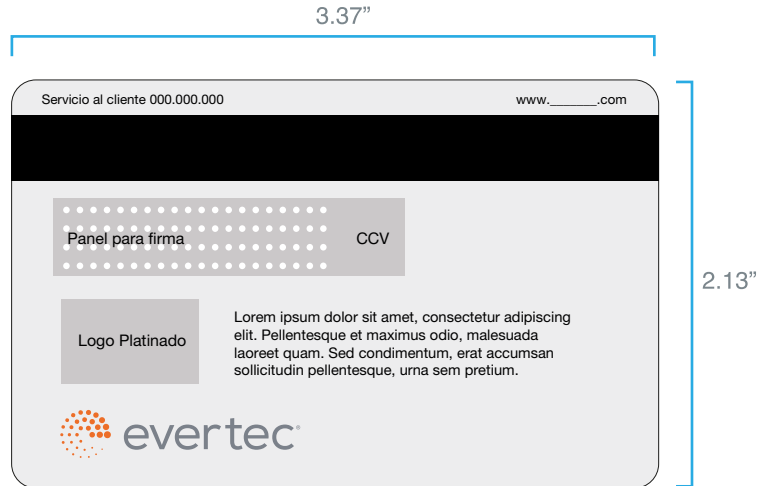 3.37”
Servicio al cliente 000.000.000
www._______.com
Panel para firma
CCV
2.13”
Logo Platinado
Lorem ipsum dolor sit amet, consectetur adipiscing
elit. Pellentesque et maximus odio, malesuada
laoreet quam. Sed condimentum, erat accumsan
sollicitudin pellentesque, urna sem pretium.
evertec